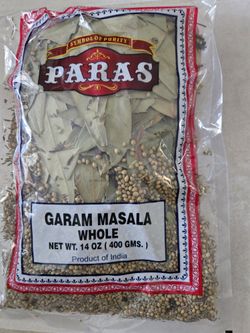 SYMBOL OF PURITY
PARAS
GARAM MASALA
WHOLE
NET WT. 14 OZ ( 400 GMS. )
Product of India